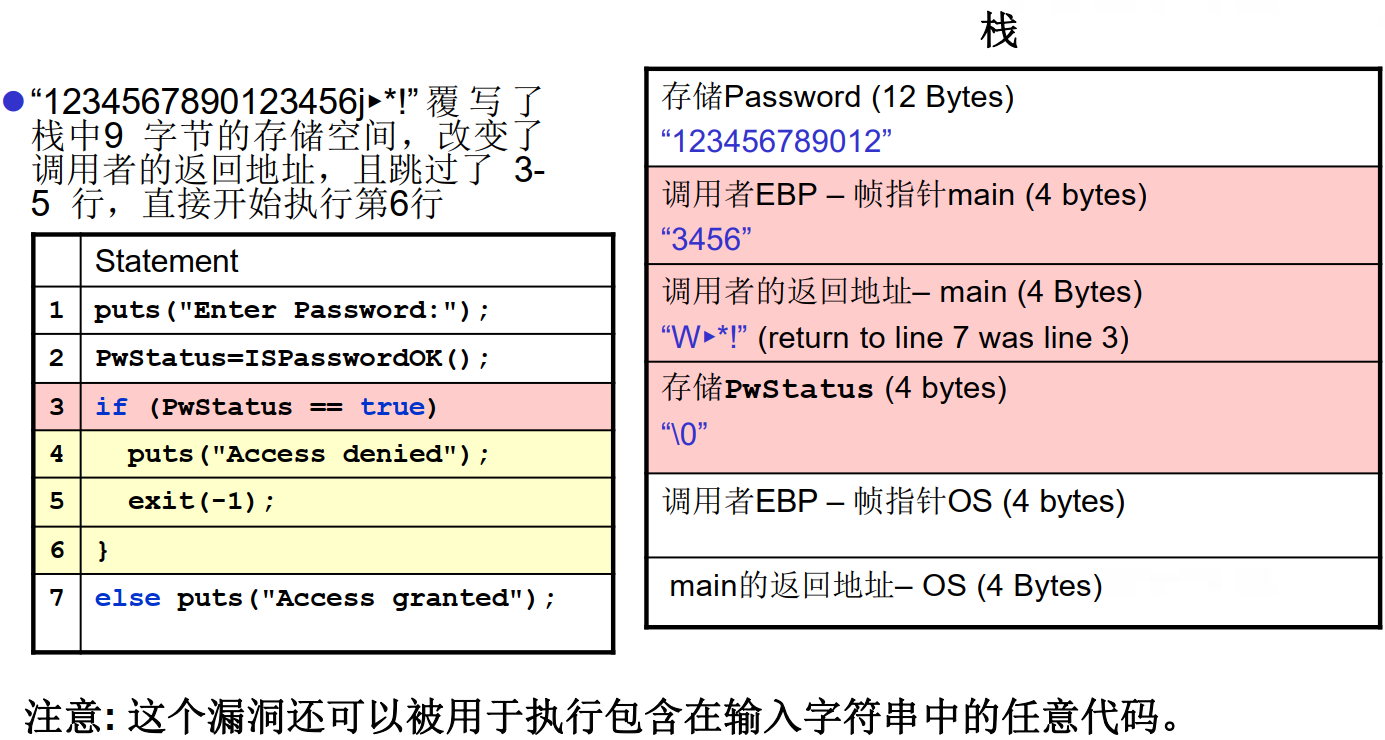 栈
“1234567890123456j▸*!” 覆 写 了
栈中9 字节的存储空间，改变了
调用者的返回地址，且跳过了 3-
5 行，直接开始执行第6行
Statement
1 puts("Enter Password:");
2 PwStatus=ISPasswordOK();
3 if (PwStatus == true)
4 puts("Access denied");
5 exit(-1);
6 }
7 else puts("Access granted");
存储Password (12 Bytes)
“123456789012”
调用者EBP – 帧指针main (4 bytes)
“3456”
调用者的返回地址– main (4 Bytes)
“W▸*!” (return to line 7 was line 3)
存储PwStatus (4 bytes)
“\0”
调用者EBP – 帧指针OS (4 bytes)
main的返回地址– OS (4 Bytes)
注意: 这个漏洞还可以被用于执行包含在输入字符串中的任意代码。